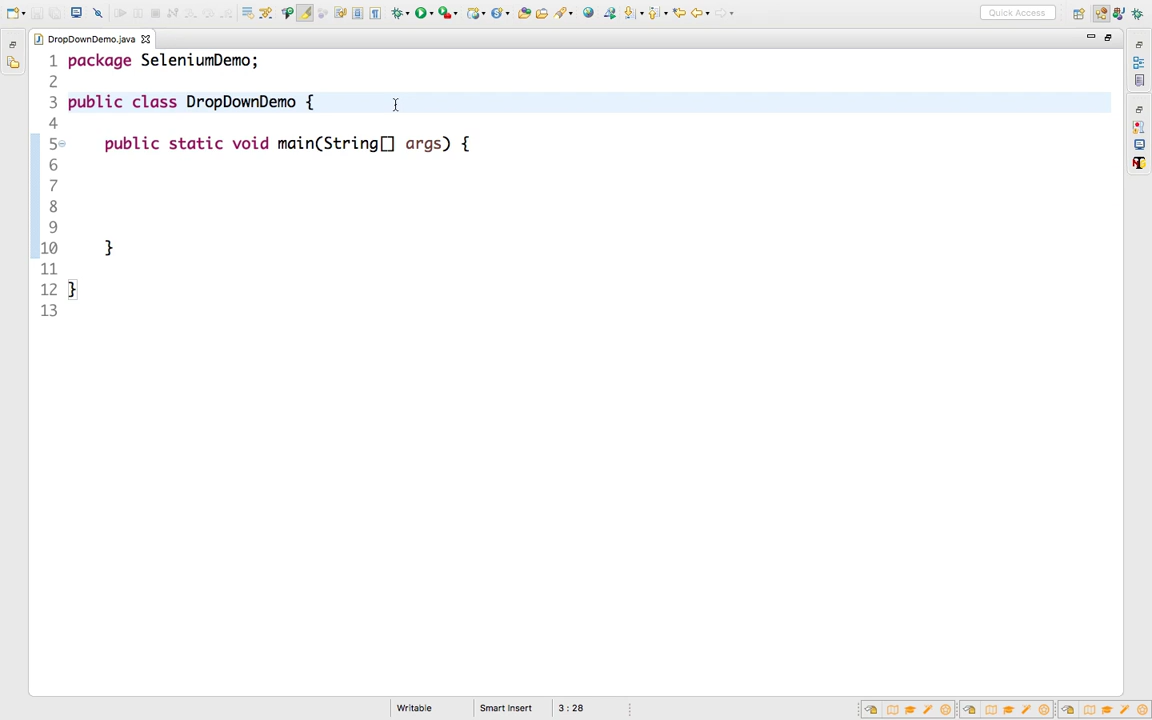 Quick Access
DropDownDemo.java
1 package SeleniumDemo;
2
3 public class DropDownDemo {
4
5 public static void main(String[] args) {
6
7
8
9
10 }
11
12 }
13
Writable
Smart Insert
3 : 28